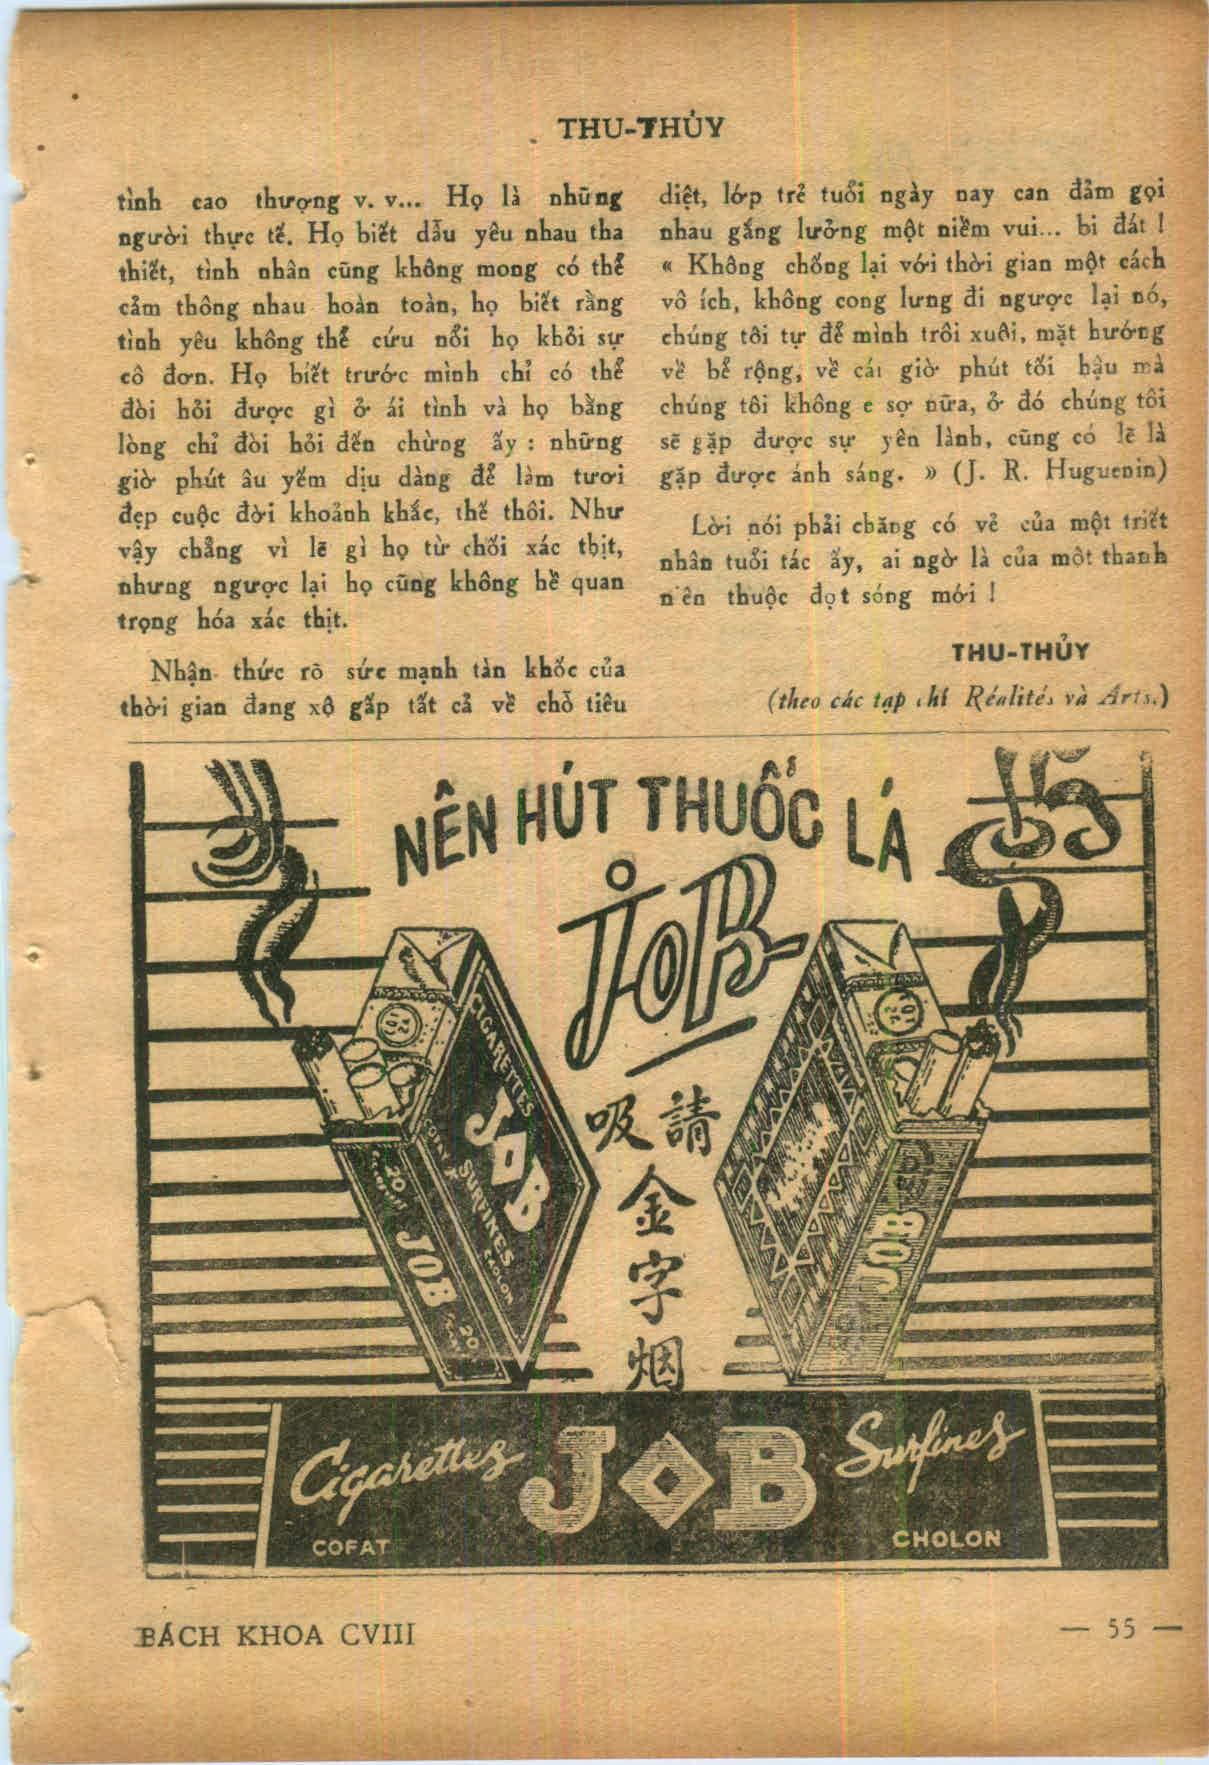 THU-THỦY
tình cao thượng v. v... Họ là những
người thực tế. Họ biết dẫu yêu nhau tha
thiết, tình nhân cũng không mong có thể
cảm thông nhau hoàn toàn, họ biết rằng
tình yêu không thể cứu nổi họ khỏi sự
cô đơn. Họ biết trước mình chỉ có thể
đòi hỏi được gì ở ái tình và họ bằng
lòng chỉ đòi hỏi đến chừng ấy : những
giờ phút âu yếm dịu dàng để làm tươi
đẹp cuộc đời khoảnh khắc, thế thôi. Như
vậy chẳng vì lẽ gì họ từ chối xác thịt,
nhưng ngược lại họ cũng không hề quan
trọng hóa xác thịt.
Nhận thức rõ sức mạnh tàn khốc của
thời gian đang xô gấp tất cả về chỗ tiêu
diệt, lớp trẻ tuổi ngày nay can đảm gọi
nhau gắng lưởng một niềm vui... bi đát !
« Không chống lại với thời gian một cách
vô ích, không cong lưng đi ngược lại nó,
chúng tôi tự để mình trôi xuôi, mặt hướng
về bể rộng, về cái giờ phút tối hậu mà
chúng tôi không e sợ nữa, ở đó chúng tôi
sẽ gặp được sự yên lành, cũng có lẽ là
gặp được ánh sáng. » (J. R. Huguenin)
Lời nói phải chăng có vẻ của một triết
nhân tuổi tác ấy, ai ngờ là của một thanh
niên thuộc đợt sóng mới !
THU-THỦY
(theo các tạp chí Réalités và Arts.)
NÊN HÚT THUỐC LÁ
JOB
請吸
金
字
烟
CIGARETTES
JOB
SURFINES
CHOLON
20
JOB
20
JOB
Cigarettes JOB Surfines
COFAT CHOLON
BÁCH KHOA CVIII
— 55 —